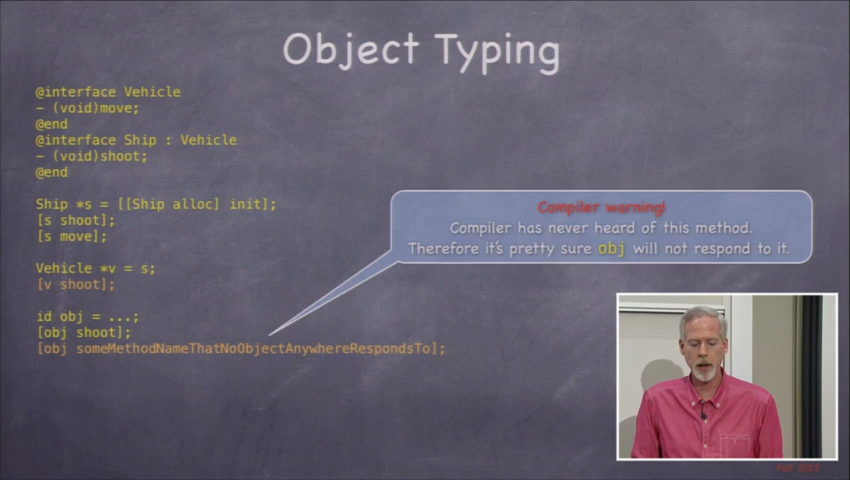 Object Typing
@interface Vehicle
- (void)move;
@end
@interface Ship : Vehicle
- (void)shoot;
@end
Ship *s = [[Ship alloc] init];
[s shoot];
[s move];
Vehicle *v = s;
[v shoot];
id obj = ...;
[obj shoot];
[obj someMethodNameThatNoObjectAnywhereRespondsTo];
Compiler warning!
Compiler has never heard of this method.
Therefore it's pretty sure obj will not respond to it.
Fall 2013